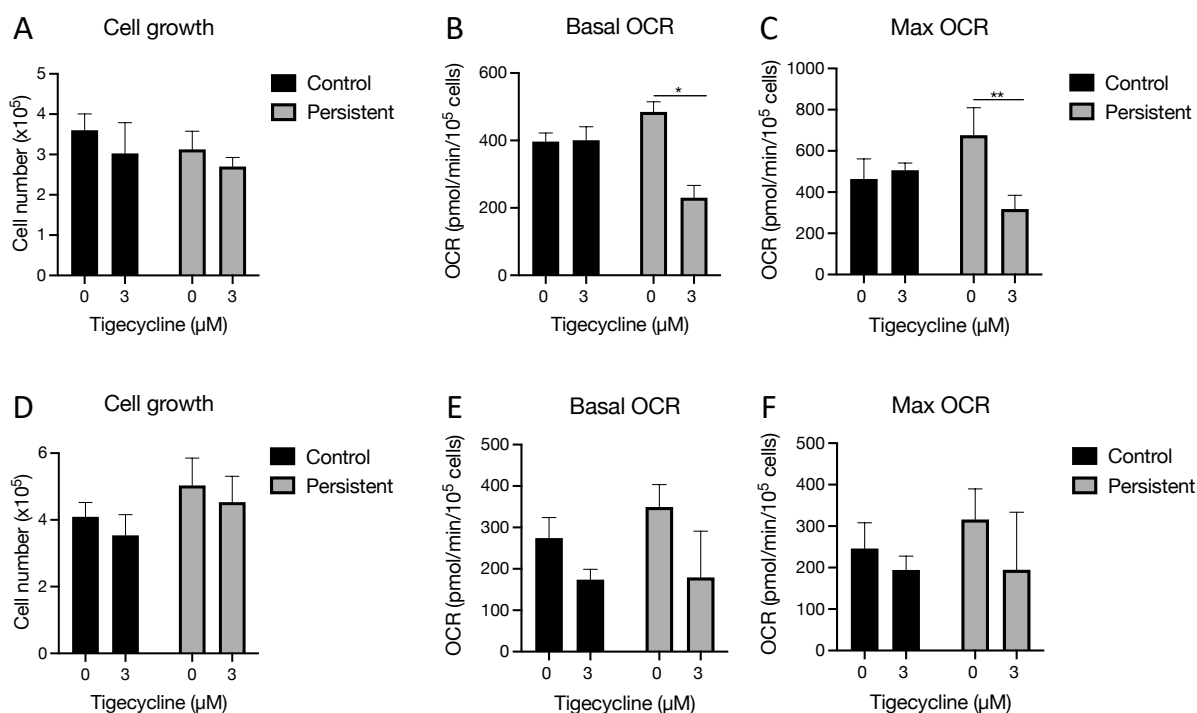 A
Cell growth
Cell number (x10⁵)
5
4
3
2
1
0
0 3 0 3
Tigecycline (µM)
Control
Persistent
B
Basal OCR
OCR (pmol/min/10⁵ cells)
600
400
200
0
*
0 3 0 3
Tigecycline (µM)
C
Max OCR
OCR (pmol/min/10⁵ cells)
1000
800
600
400
200
0
**
0 3 0 3
Tigecycline (µM)
Control
Persistent
D
Cell growth
Cell number (x10⁵)
6
4
2
0
0 3 0 3
Tigecycline (µM)
Control
Persistent
E
Basal OCR
OCR (pmol/min/10⁵ cells)
500
400
300
200
100
0
0 3 0 3
Tigecycline (µM)
F
Max OCR
OCR (pmol/min/10⁵ cells)
500
400
300
200
100
0
0 3 0 3
Tigecycline (µM)
Control
Persistent